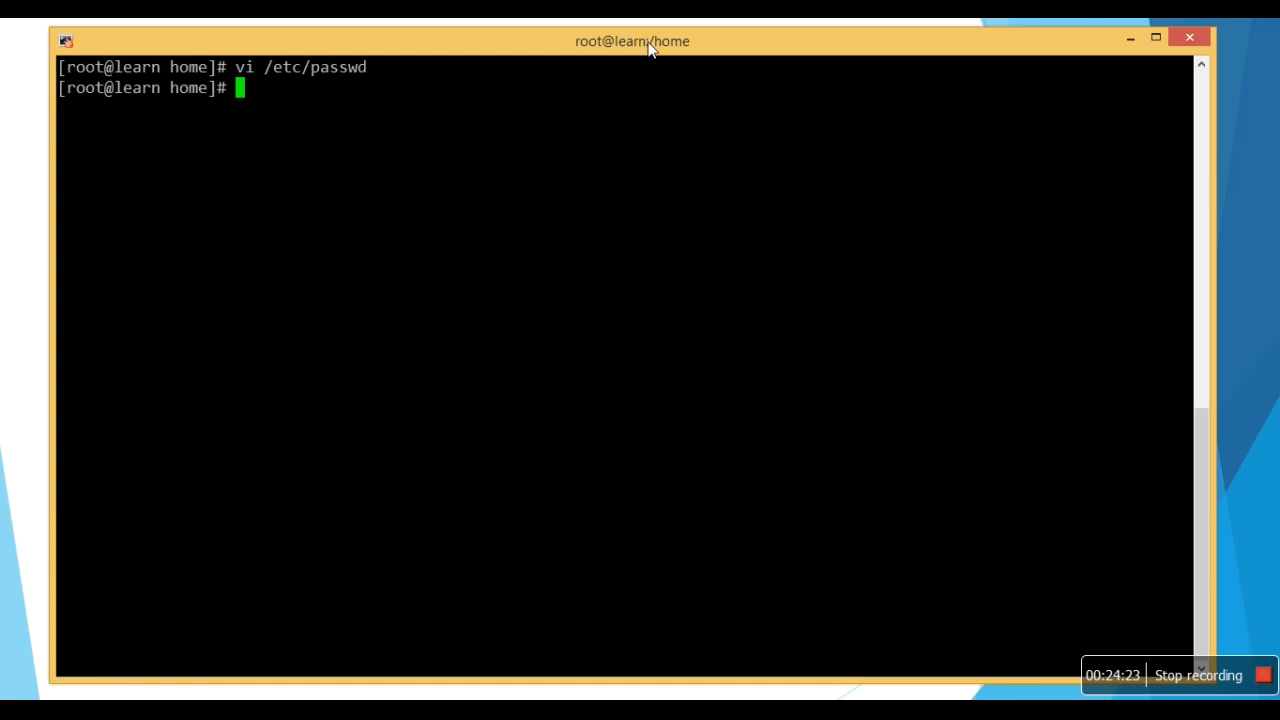 root@learn:/home
[root@learn home]# vi /etc/passwd
[root@learn home]#
00:24:23 Stop recording